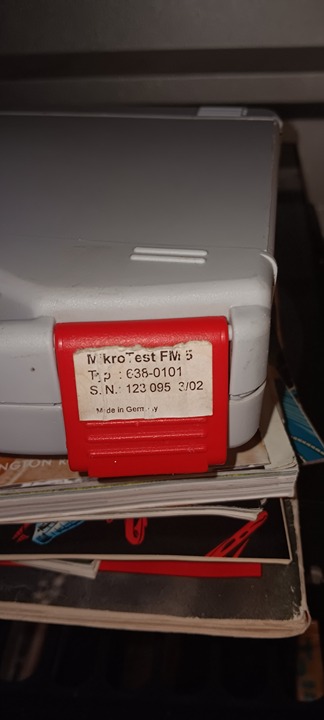 MikroTest FM 5
Typ : 638-0101
S. N.: 123 095 3/02
Made in Germany